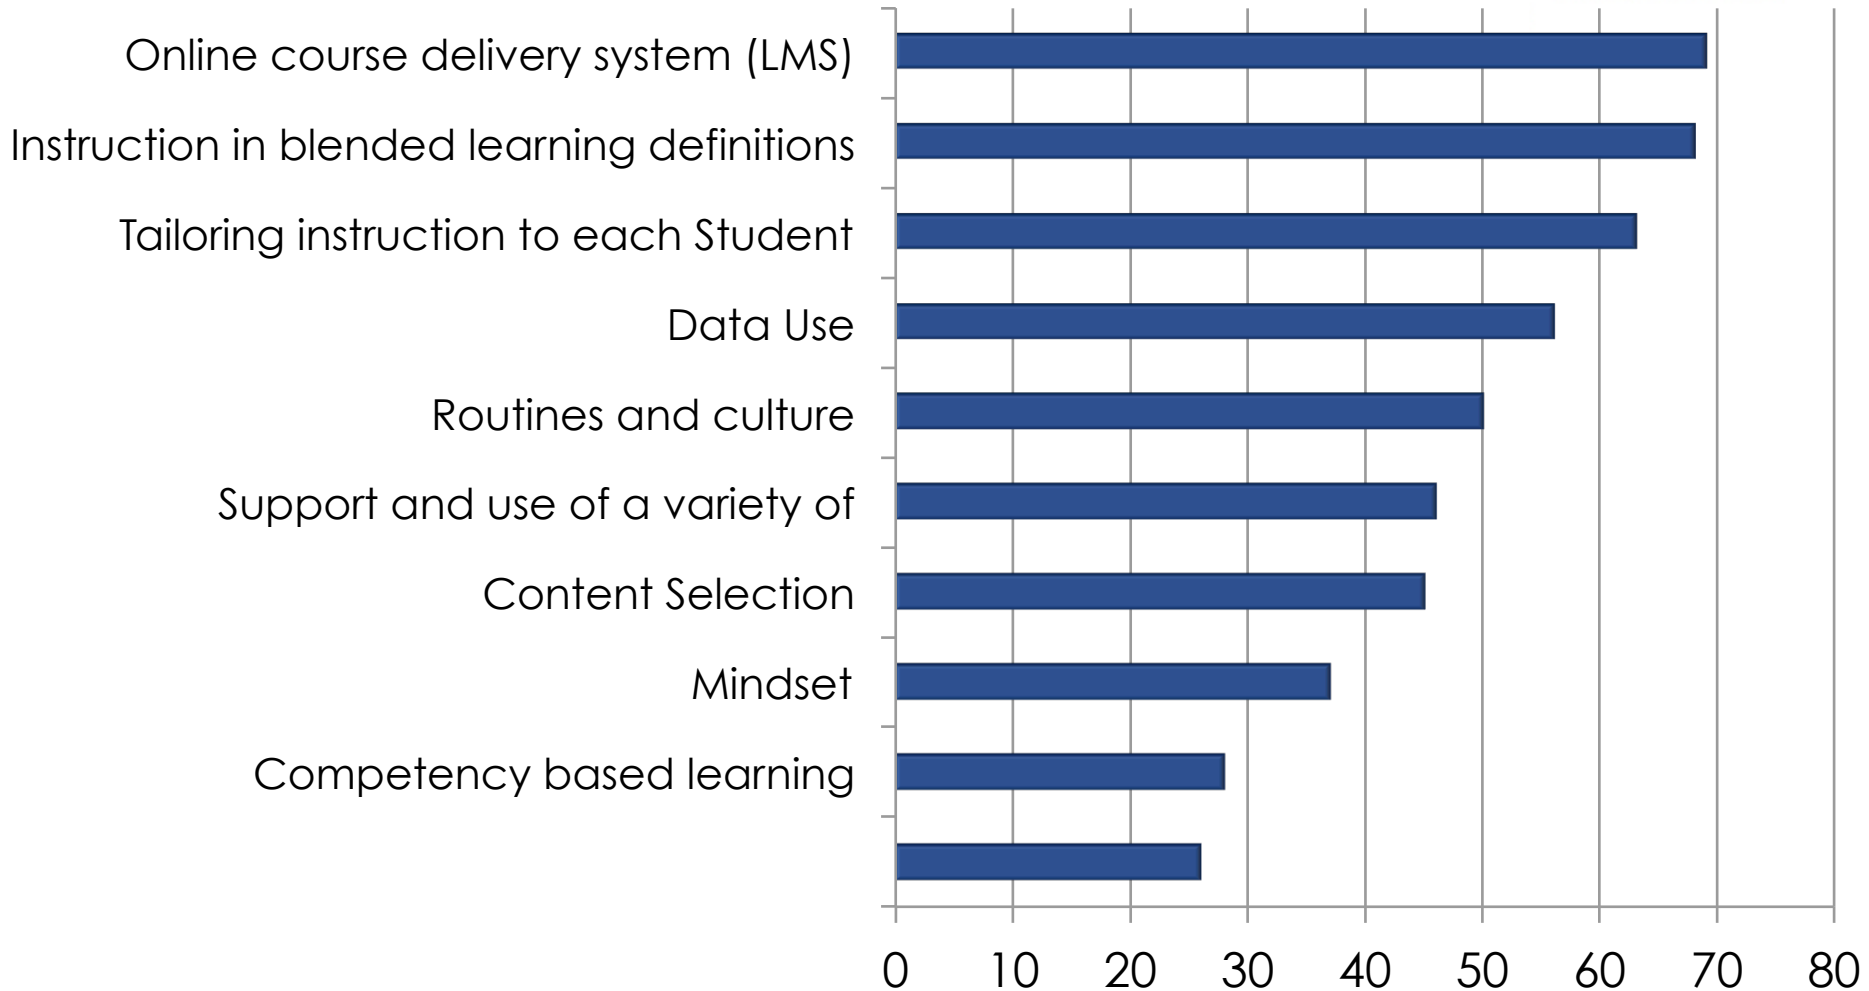 Online course delivery system (LMS)
Instruction in blended learning definitions
Tailoring instruction to each Student
Data Use
Routines and culture
Support and use of a variety of
Content Selection
Mindset
Competency based learning
0 10 20 30 40 50 60 70 80